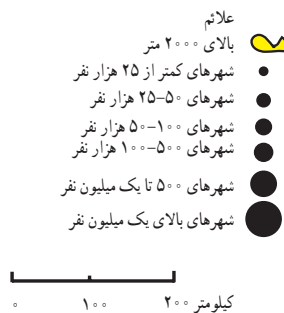 علائم
بالای ۲۰۰۰ متر
شهرهای کمتر از ۲۵ هزار نفر
شهرهای ۵۰–۲۵ هزار نفر
شهرهای ۱۰۰–۵۰ هزار نفر
شهرهای ۵۰۰–۱۰۰ هزار نفر
شهرهای ۵۰۰ تا یک میلیون نفر
شهرهای بالای یک میلیون نفر
کیلومتر ۲۰۰ ۱۰۰ ۰